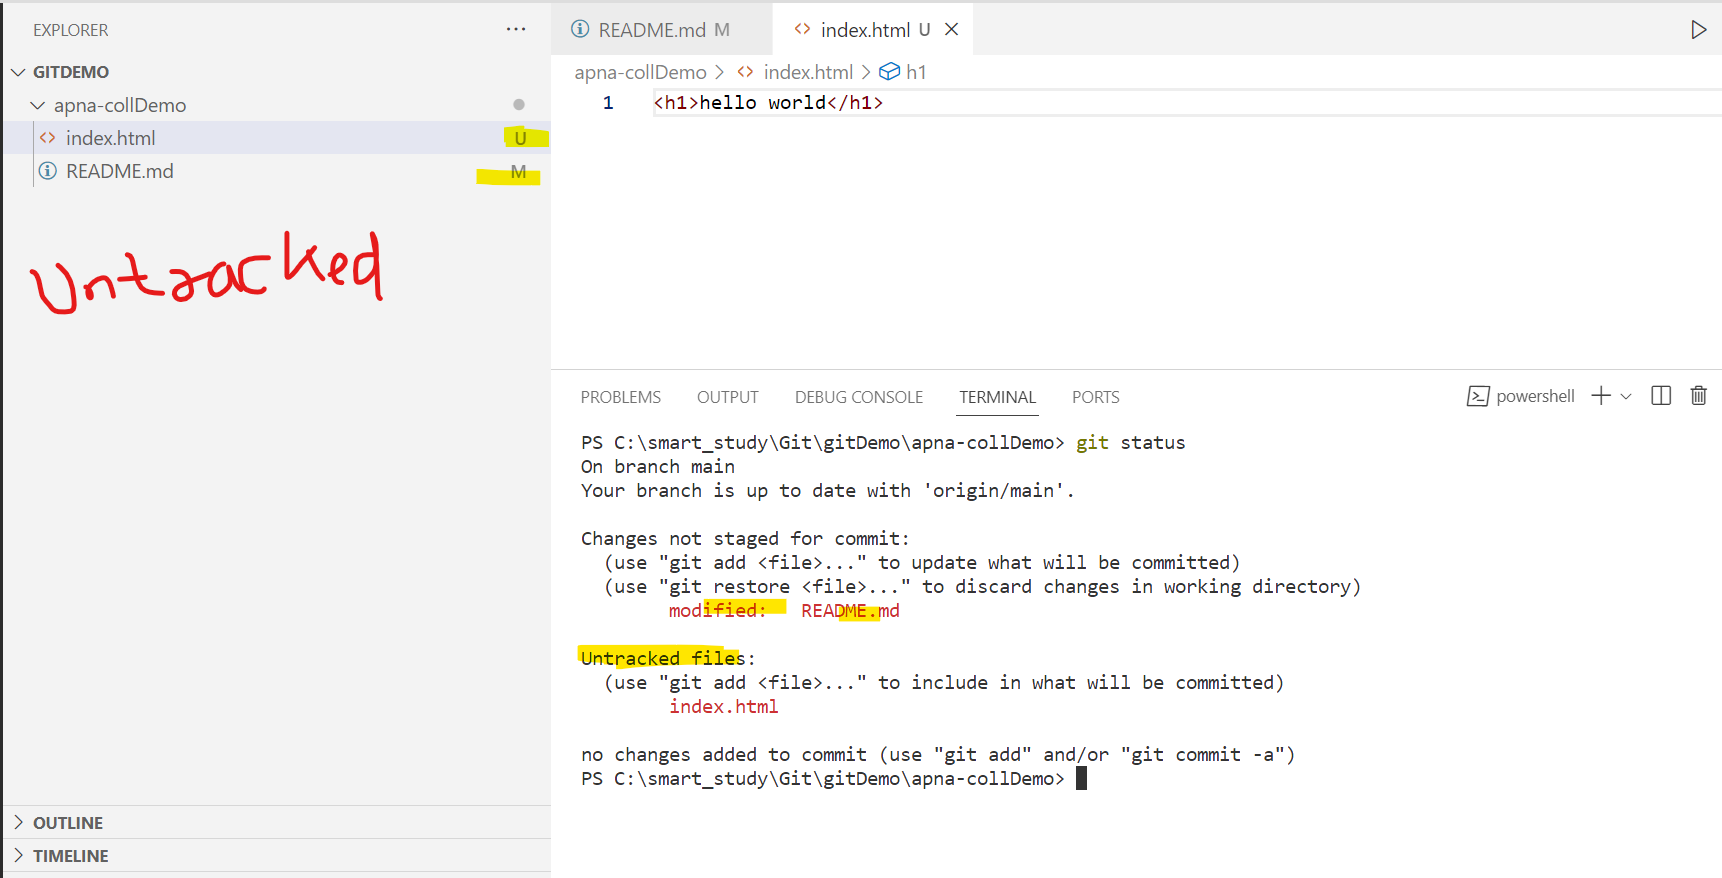 EXPLORER ...
GITDEMO
apna-collDemo
index.html U
README.md M
Untracked
OUTLINE
TIMELINE
README.md M index.html U
apna-collDemo > index.html > h1
1 <h1>hello world</h1>
PROBLEMS OUTPUT DEBUG CONSOLE TERMINAL PORTS powershell
PS C:\smart_study\Git\gitDemo\apna-collDemo> git status
On branch main
Your branch is up to date with 'origin/main'.
Changes not staged for commit:
(use "git add <file>..." to update what will be committed)
(use "git restore <file>..." to discard changes in working directory)
modified: README.md
Untracked files:
(use "git add <file>..." to include in what will be committed)
index.html
no changes added to commit (use "git add" and/or "git commit -a")
PS C:\smart_study\Git\gitDemo\apna-collDemo>